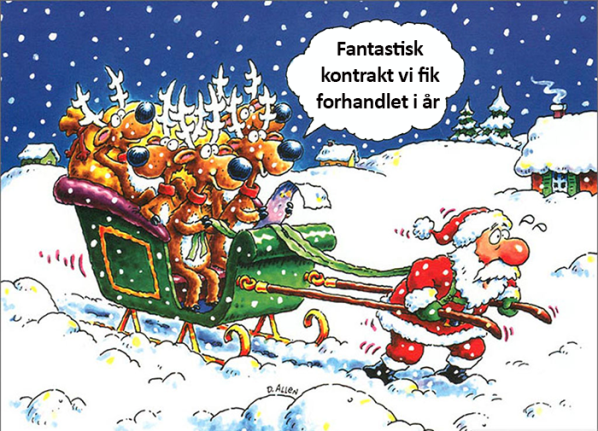 Fantastisk
kontrakt vi fik
forhandlet i år
D. ALLEN